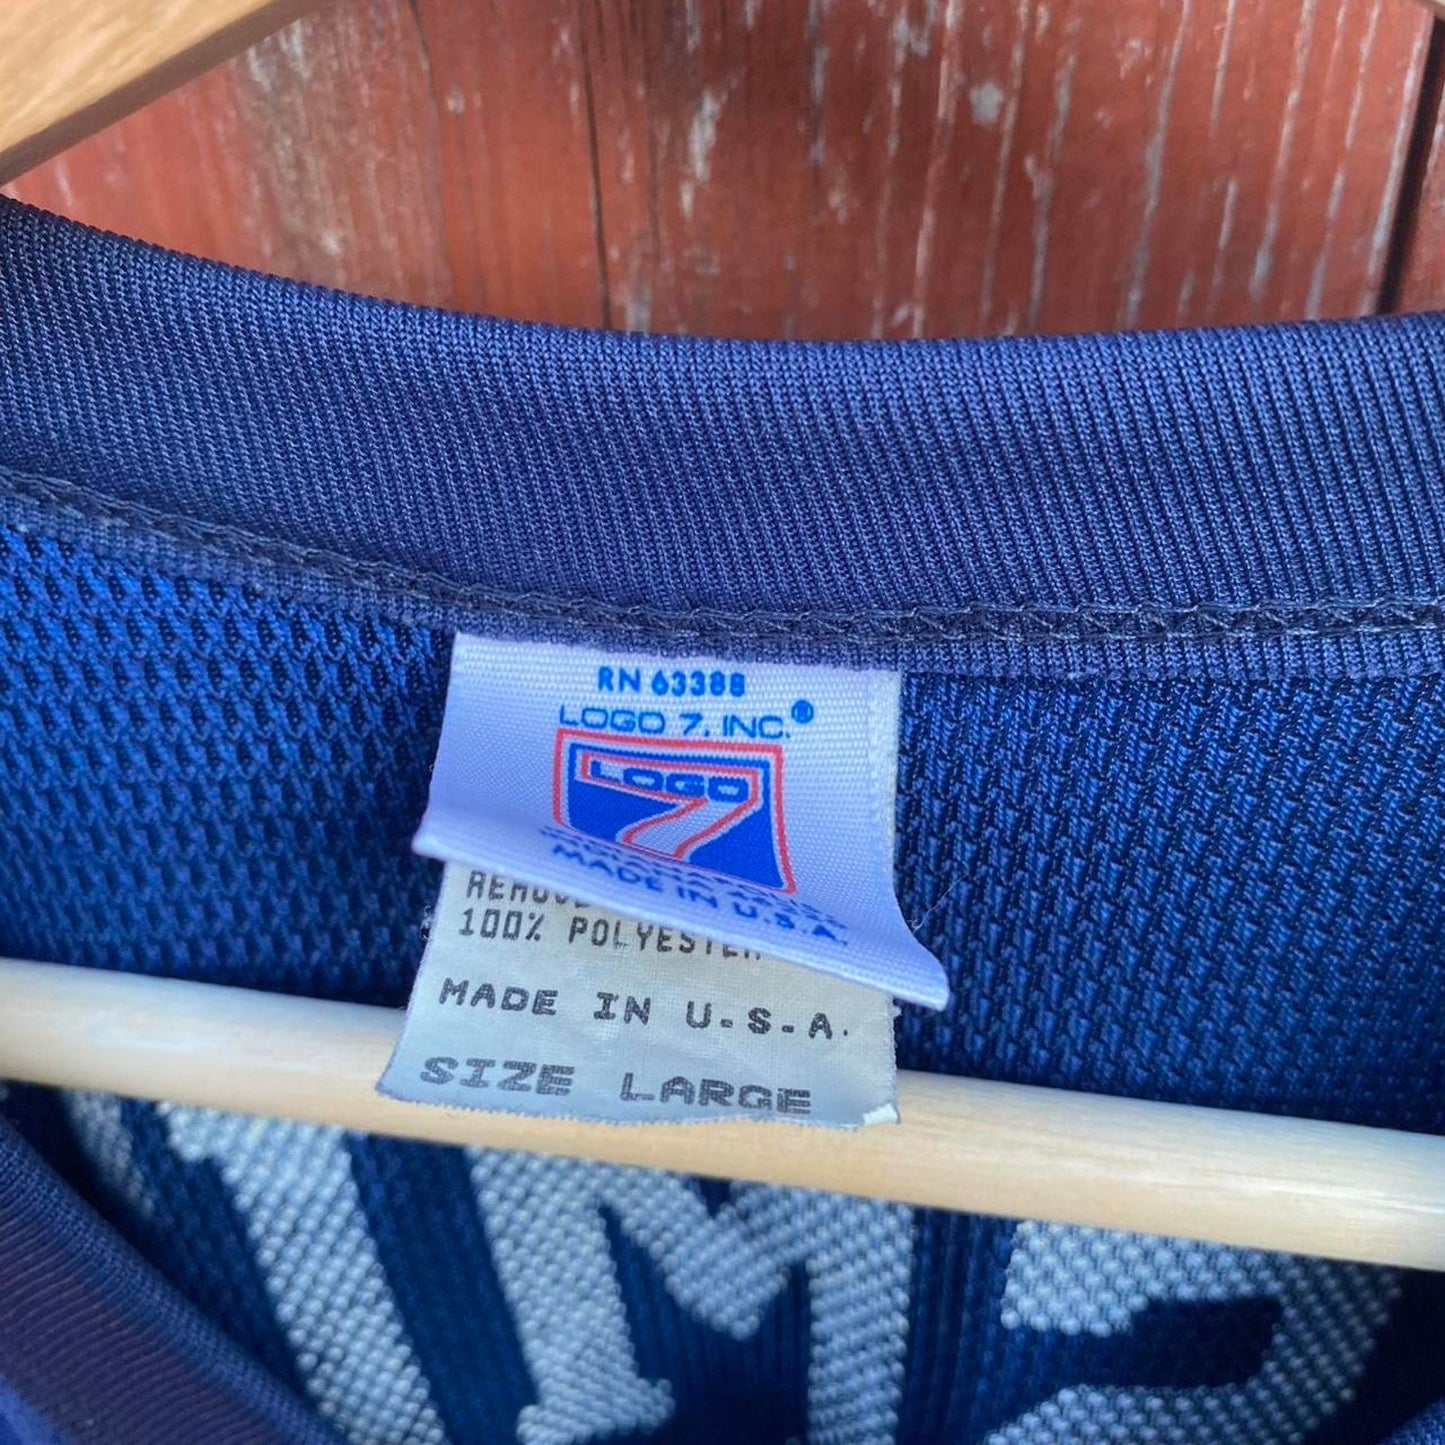 RN 63388
LOGO 7, INC.®
LOGO
7
MADE IN U.S.A.
100% POLYESTER
MADE IN U.S.A.
SIZE LARGE